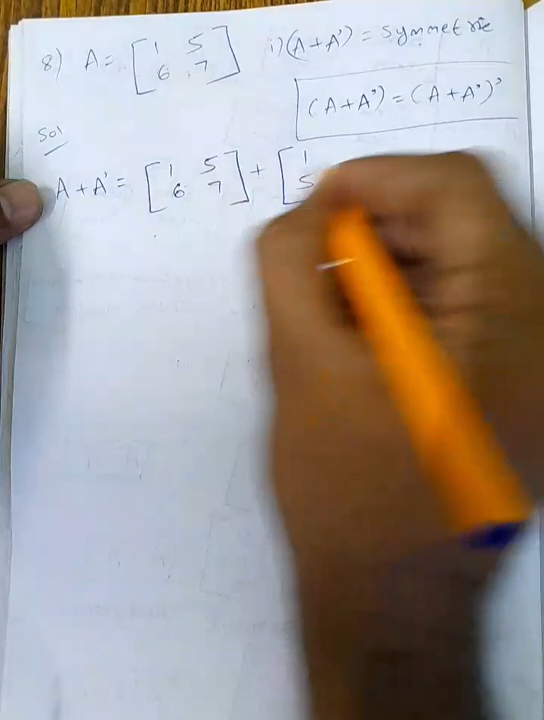 8) A = [1 5 i) (A+A') = symmetric
6 7]
(A+A') = (A+A')'
Sol
A+A' = [1 5 + [1
6 7] 5